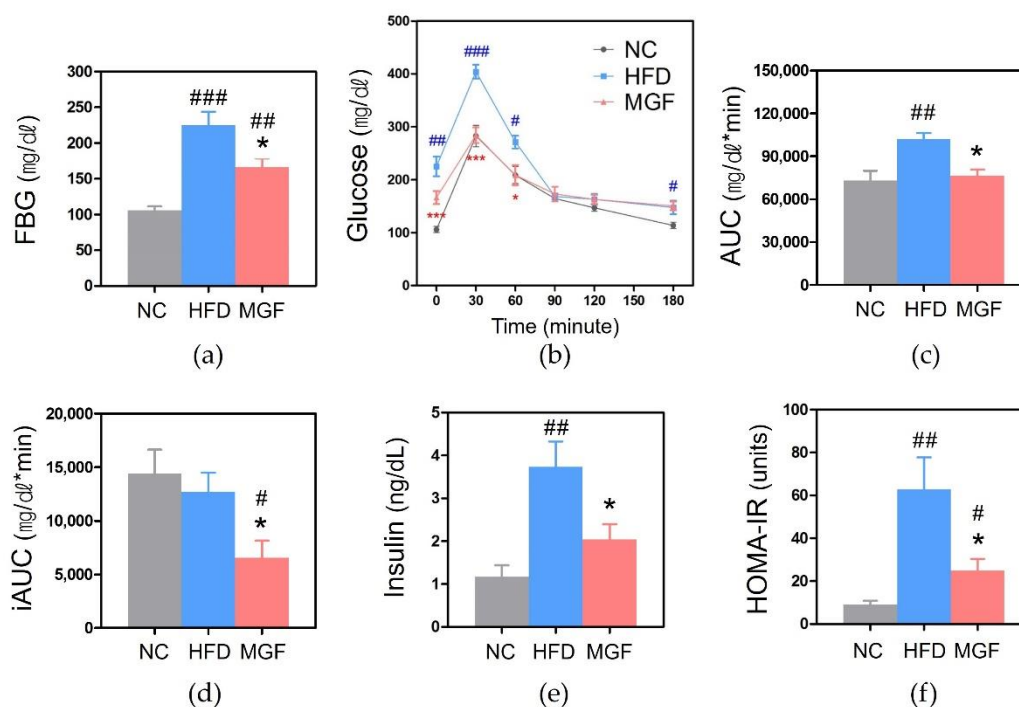 FBG (㎎/㎗)
300
250
200
150
100
50
0
###
##
*
NC HFD MGF
(a)
Glucose (㎎/㎗)
500
400
300
200
100
0
NC
HFD
MGF
###
##
#
#
***
***
*
0 30 60 90 120 150 180
Time (minute)
(b)
AUC (㎎/㎗*min)
150,000
120,000
90,000
60,000
30,000
0
##
*
NC HFD MGF
(c)
iAUC (㎎/㎗*min)
20,000
15,000
10,000
5,000
0
#
*
NC HFD MGF
(d)
Insulin (ng/dL)
5
4
3
2
1
0
##
*
NC HFD MGF
(e)
HOMA-IR (units)
100
80
60
40
20
0
##
#
*
NC HFD MGF
(f)